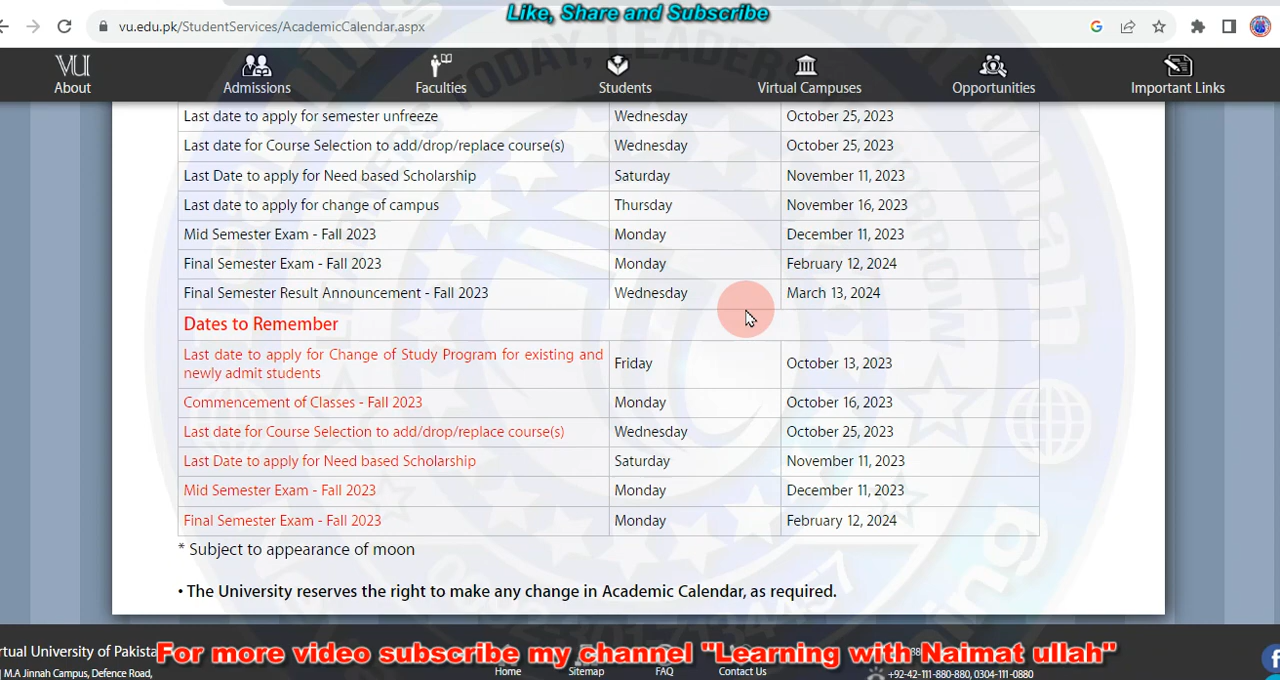 Like, Share and Subscribe
vu.edu.pk/StudentServices/AcademicCalendar.aspx
VU
About Admissions Faculties Students Virtual Campuses Opportunities Important Links
Last date to apply for semester unfreeze Wednesday October 25, 2023
Last date for Course Selection to add/drop/replace course(s) Wednesday October 25, 2023
Last Date to apply for Need based Scholarship Saturday November 11, 2023
Last date to apply for change of campus Thursday November 16, 2023
Mid Semester Exam - Fall 2023 Monday December 11, 2023
Final Semester Exam - Fall 2023 Monday February 12, 2024
Final Semester Result Announcement - Fall 2023 Wednesday March 13, 2024
Dates to Remember
Last date to apply for Change of Study Program for existing and
newly admit students Friday October 13, 2023
Commencement of Classes - Fall 2023 Monday October 16, 2023
Last date for Course Selection to add/drop/replace course(s) Wednesday October 25, 2023
Last Date to apply for Need based Scholarship Saturday November 11, 2023
Mid Semester Exam - Fall 2023 Monday December 11, 2023
Final Semester Exam - Fall 2023 Monday February 12, 2024
* Subject to appearance of moon
• The University reserves the right to make any change in Academic Calendar, as required.
rtual University of Pakista
For more video subscribe my channel "Learning with Naimat ullah"
M.A Jinnah Campus, Defence Road, Home Sitemap FAQ Contact Us +92-42-111-880-880, 0304-111-0880